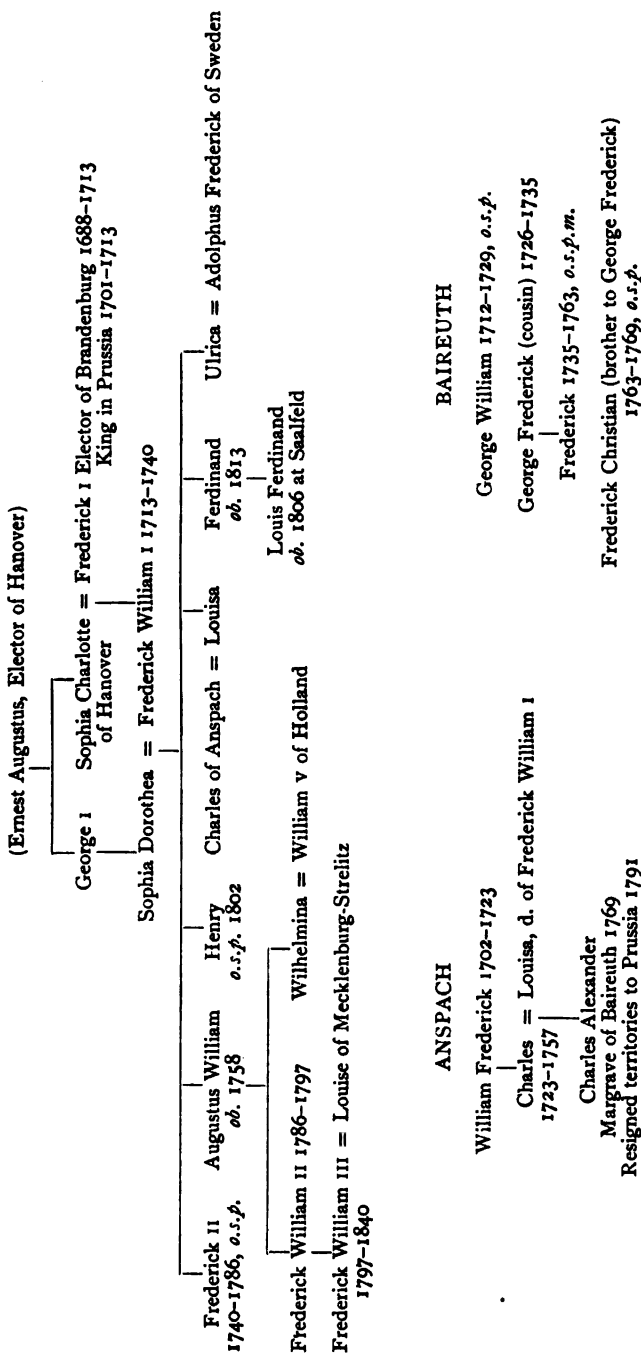 (Ernest Augustus, Elector of Hanover)
George I Sophia Charlotte = Frederick I Elector of Brandenburg 1688–1713
of Hanover King in Prussia 1701–1713
Sophia Dorothea = Frederick William I 1713–1740
Frederick II Augustus William Henry Charles of Anspach = Louisa Ferdinand Ulrica = Adolphus Frederick of Sweden
1740–1786, o.s.p. ob. 1758 o.s.p. 1802 ob. 1813
Louis Ferdinand
ob. 1806 at Saalfeld
Frederick William II 1786–1797 Wilhelmina = William V of Holland
Frederick William III = Louise of Mecklenburg-Strelitz
1797–1840
ANSPACH
William Frederick 1702–1723
Charles = Louisa, d. of Frederick William I
1723–1757
Charles Alexander
Margrave of Baireuth 1769
Resigned territories to Prussia 1791
BAIREUTH
George William 1712–1729, o.s.p.
George Frederick (cousin) 1726–1735
Frederick 1735–1763, o.s.p.m.
Frederick Christian (brother to George Frederick)
1763–1769, o.s.p.